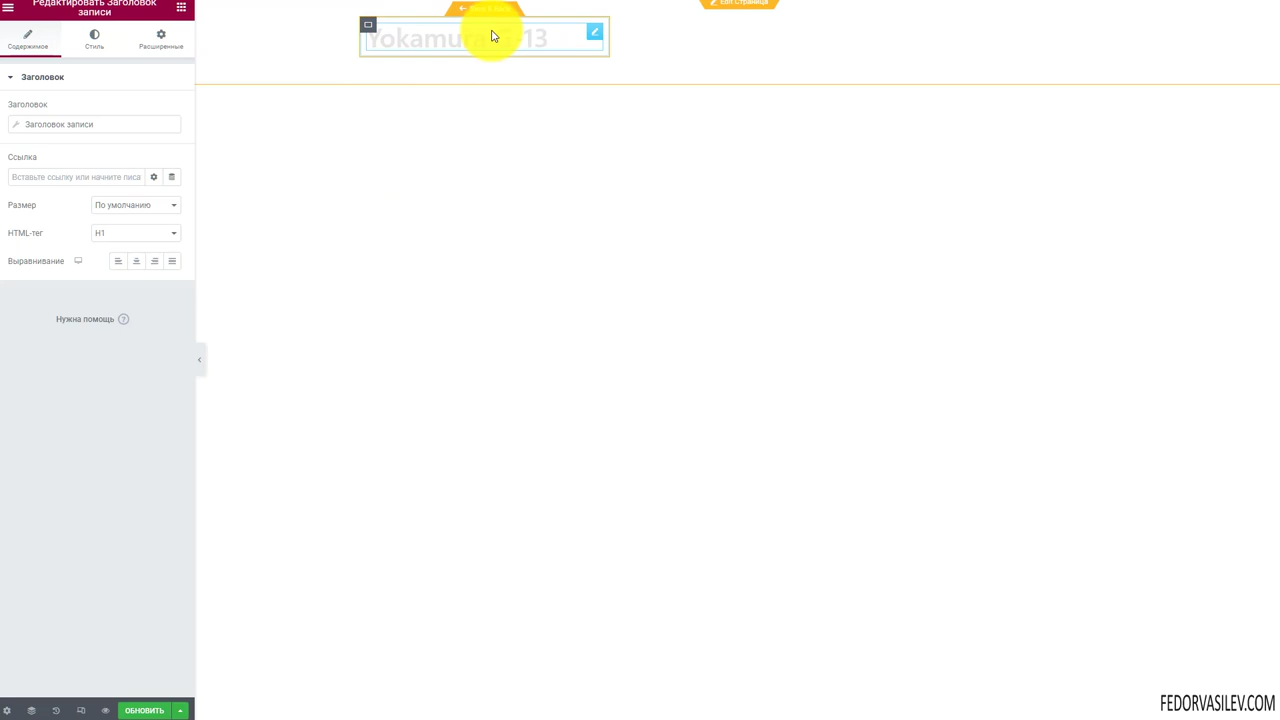 Редактировать Заголовок
записи
Содержимое
Стиль
Расширенные
Заголовок
Заголовок
Заголовок записи
Ссылка
Вставьте ссылку или начните писа
Размер
По умолчанию
HTML-тег
H1
Выравнивание
Нужна помощь ?
ОБНОВИТЬ
Edit Страница
FEDORVASILEV.COM